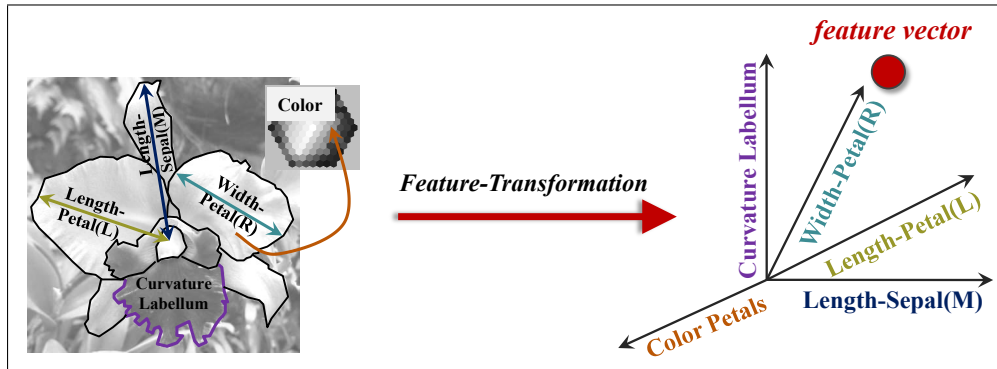 feature vector
Color
Length-
Sepal(M)
Width-
Petal(R)
Length-
Petal(L)
Curvature
Labellum
Feature-Transformation
Curvature Labellum
Width-Petal(R)
Length-Petal(L)
Length-Sepal(M)
Color Petals